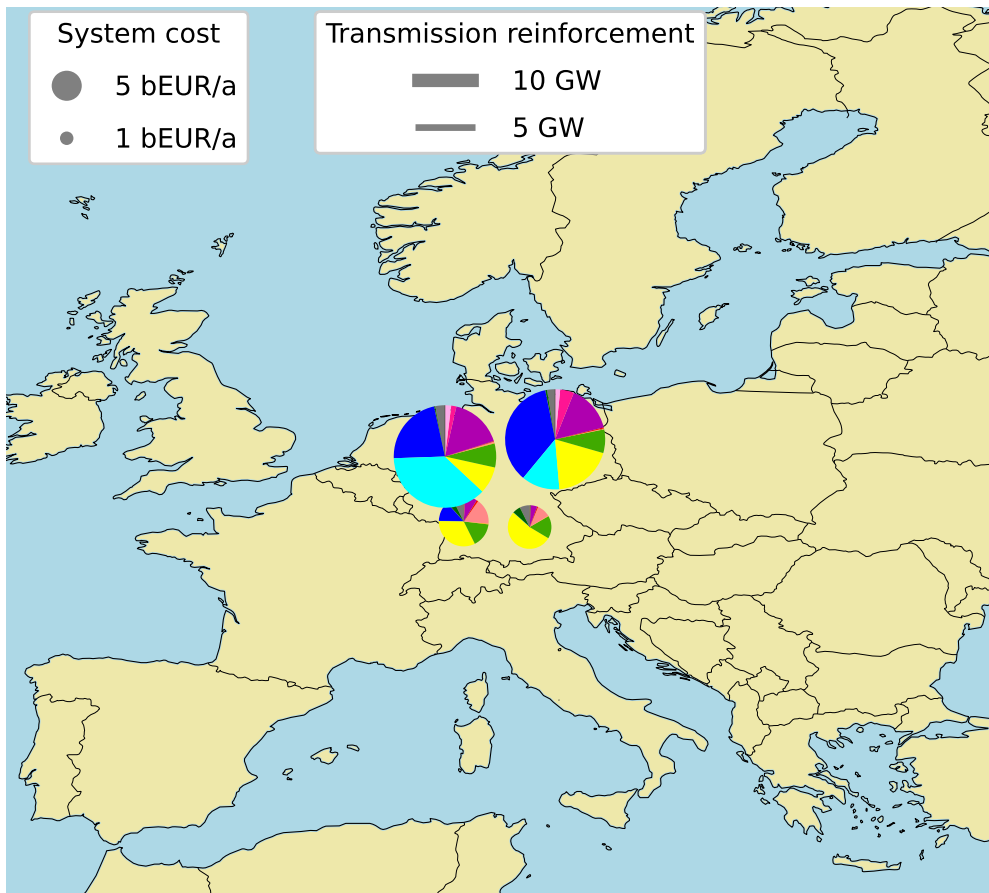 System cost
5 bEUR/a
1 bEUR/a
Transmission reinforcement
10 GW
5 GW